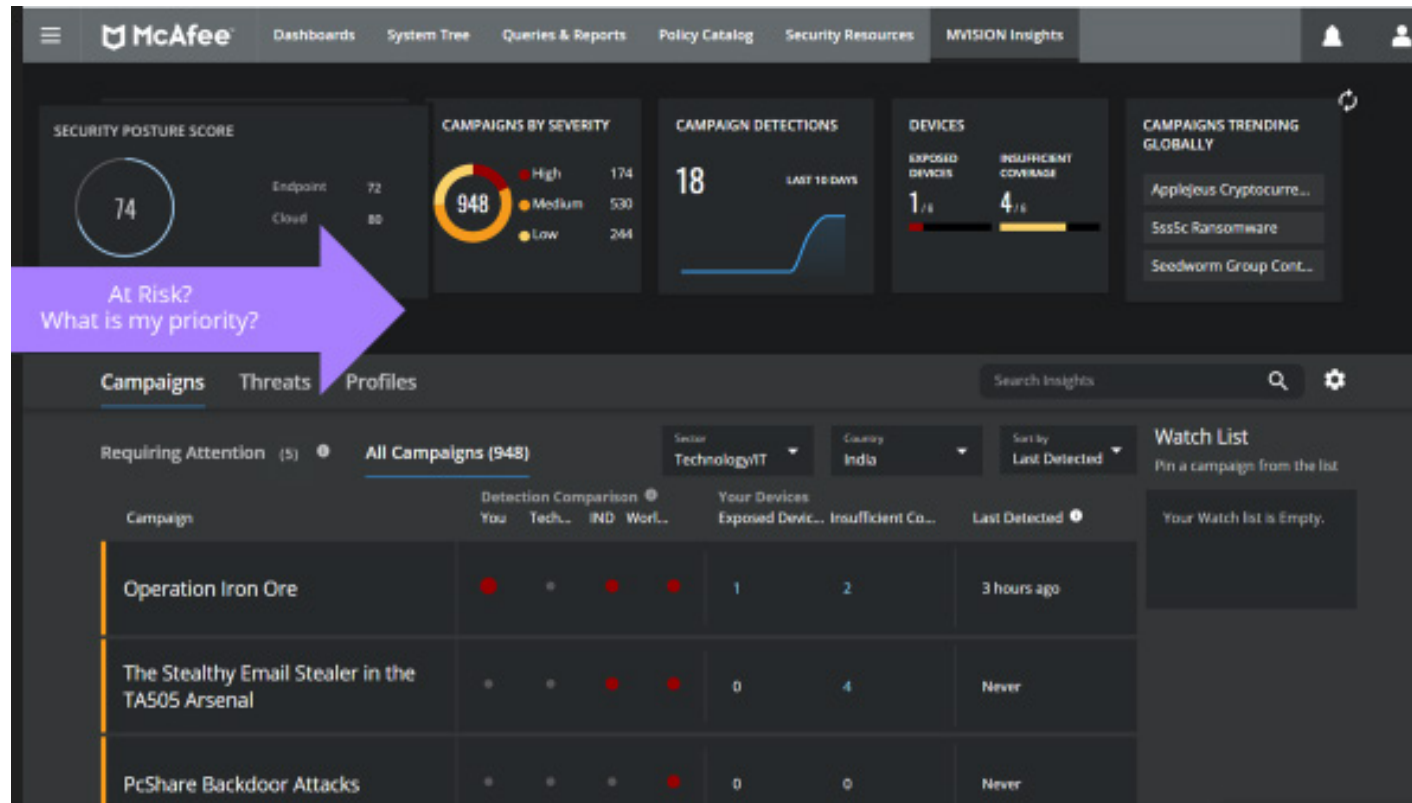 McAfee
Dashboards System Tree Queries & Reports Policy Catalog Security Resources MVISION Insights
SECURITY POSTURE SCORE
74
Endpoint 72
Cloud 80
CAMPAIGNS BY SEVERITY
948
High 174
Medium 530
Low 244
CAMPAIGN DETECTIONS
18
LAST 10 DAYS
DEVICES
EXPOSED DEVICES
1/6
INSUFFICIENT COVERAGE
4/6
CAMPAIGNS TRENDING
GLOBALLY
AppleJeus Cryptocurre...
5ss5c Ransomware
Seedworm Group Cont...
At Risk?
What is my priority?
Campaigns Threats Profiles
Search Insights
Requiring Attention (5) All Campaigns (948)
Sector
Technology/IT
Country
India
Sort by
Last Detected
Watch List
Pin a campaign from the list
Your Watch list is Empty.
Detection Comparison Your Devices
Campaign You Tech... IND Worl... Exposed Devic... Insufficient Co... Last Detected
Operation Iron Ore 1 2 3 hours ago
The Stealthy Email Stealer in the
TA505 Arsenal 0 4 Never
PcShare Backdoor Attacks 0 0 Never